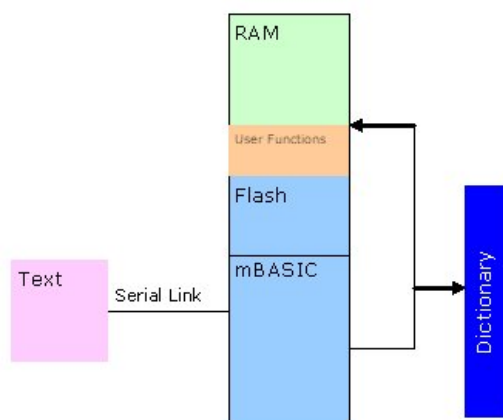 RAM
User Functions
Flash
mBASIC
Text
Serial Link
Dictionary